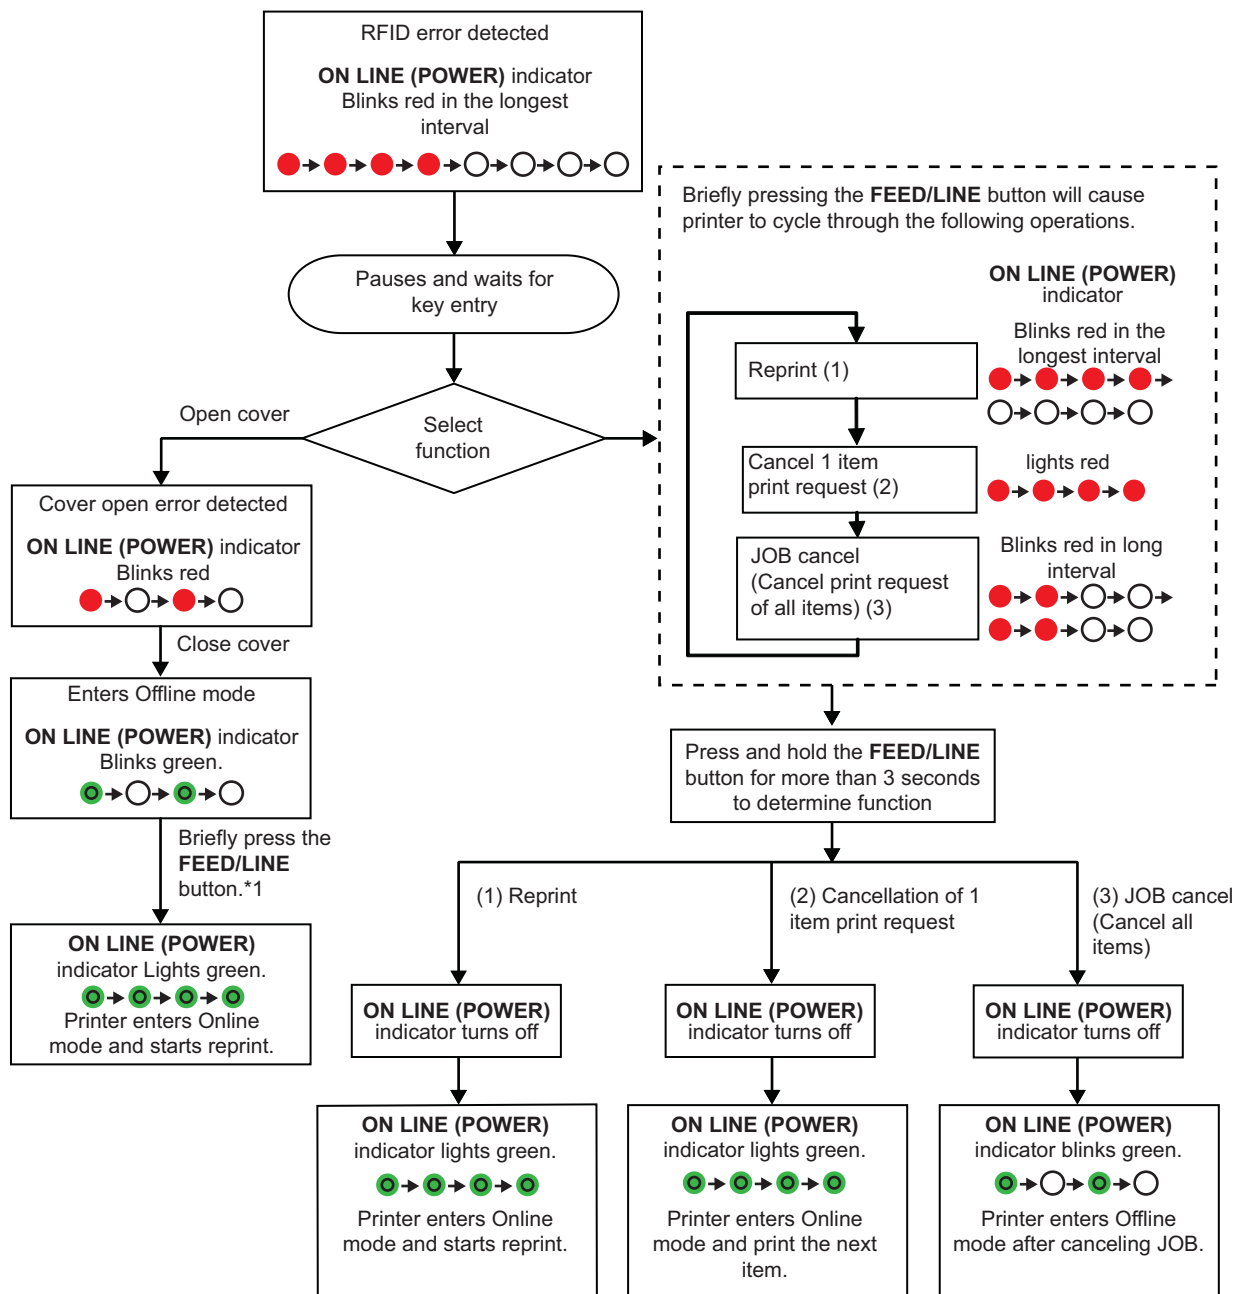 RFID error detected
ON LINE (POWER) indicator
Blinks red in the longest
interval
Pauses and waits for
key entry
Select
function
Open cover
Cover open error detected
ON LINE (POWER) indicator
Blinks red
Close cover
Enters Offline mode
ON LINE (POWER) indicator
Blinks green.
Briefly press the
FEED/LINE
button.*1
ON LINE (POWER)
indicator Lights green.
Printer enters Online
mode and starts reprint.
Briefly pressing the FEED/LINE button will cause
printer to cycle through the following operations.
ON LINE (POWER)
indicator
Reprint (1)
Blinks red in the
longest interval
Cancel 1 item
print request (2)
lights red
JOB cancel
(Cancel print request
of all items) (3)
Blinks red in long
interval
Press and hold the FEED/LINE
button for more than 3 seconds
to determine function
(1) Reprint
ON LINE (POWER)
indicator turns off
ON LINE (POWER)
indicator lights green.
Printer enters Online
mode and starts reprint.
(2) Cancellation of 1
item print request
ON LINE (POWER)
indicator turns off
ON LINE (POWER)
indicator lights green.
Printer enters Online
mode and print the next
item.
(3) JOB cancel
(Cancel all
items)
ON LINE (POWER)
indicator turns off
ON LINE (POWER)
indicator blinks green.
Printer enters Offline
mode after canceling JOB.